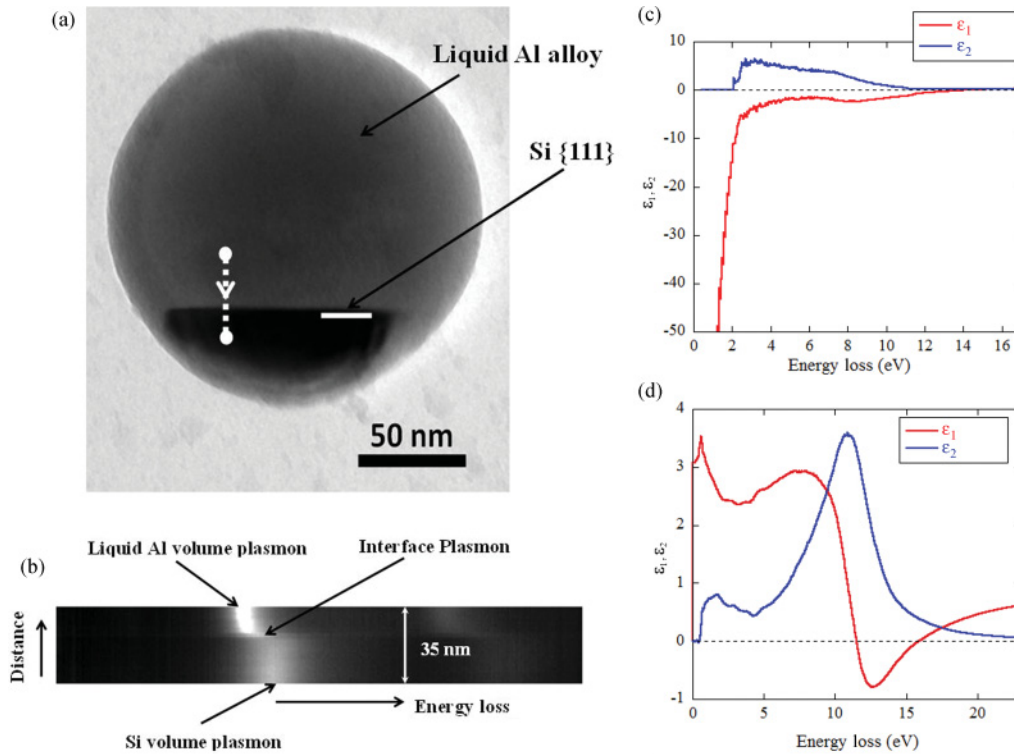 (a)
Liquid Al alloy
Si {111}
50 nm
(b)
Liquid Al volume plasmon
Interface Plasmon
Distance
35 nm
Energy loss
Si volume plasmon
(c)
ε₁
ε₂
10
0
-10
-20
-30
-40
-50
ε₁, ε₂
0 2 4 6 8 10 12 14 16
Energy loss (eV)
(d)
ε₁
ε₂
4
3
2
1
0
-1
ε₁, ε₂
0 5 10 15 20
Energy loss (eV)